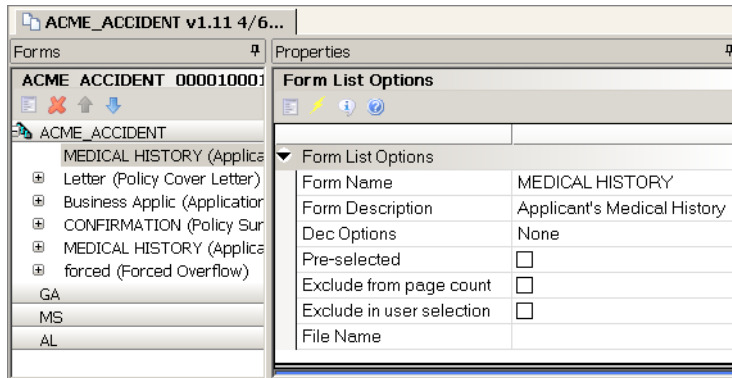 ACME_ACCIDENT v1.11 4/6...
Forms
ACME ACCIDENT 000010001
ACME_ACCIDENT
MEDICAL HISTORY (Applica
Letter (Policy Cover Letter)
Business Applic (Application
CONFIRMATION (Policy Sur
MEDICAL HISTORY (Applica
forced (Forced Overflow)
GA
MS
AL
Properties
Form List Options
Form List Options
Form Name MEDICAL HISTORY
Form Description Applicant's Medical History
Dec Options None
Pre-selected
Exclude from page count
Exclude in user selection
File Name